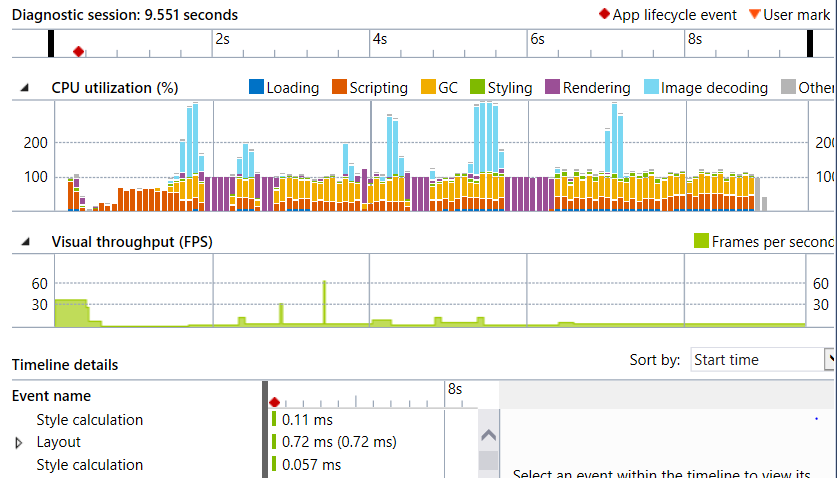 Diagnostic session: 9.551 seconds App lifecycle event User mark
2s 4s 6s 8s
CPU utilization (%) Loading Scripting GC Styling Rendering Image decoding Other
200 200
100 100
Visual throughput (FPS) Frames per second
60 60
30 30
Timeline details Sort by: Start time
Event name 8s
Style calculation 0.11 ms
Layout 0.72 ms (0.72 ms)
Style calculation 0.057 ms
Select an event within the timeline to view its